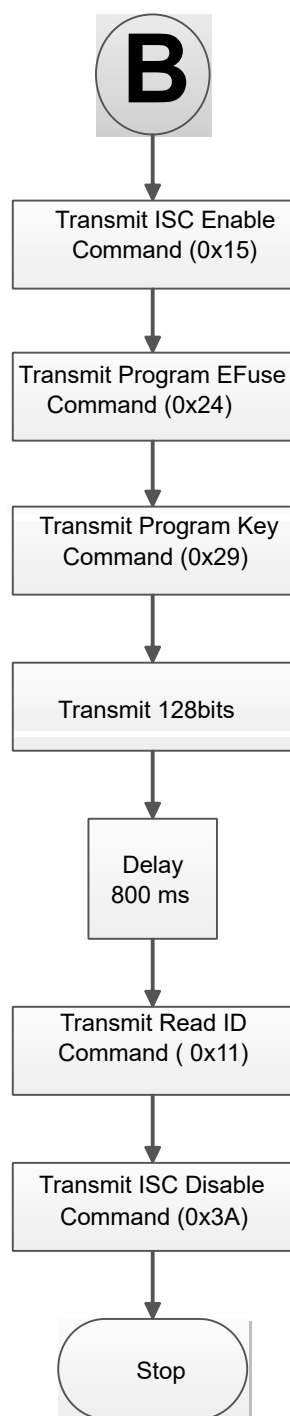 B
Transmit ISC Enable
Command (0x15)
Transmit Program EFuse
Command (0x24)
Transmit Program Key
Command (0x29)
Transmit 128bits
Delay
800 ms
Transmit Read ID
Command ( 0x11)
Transmit ISC Disable
Command (0x3A)
Stop